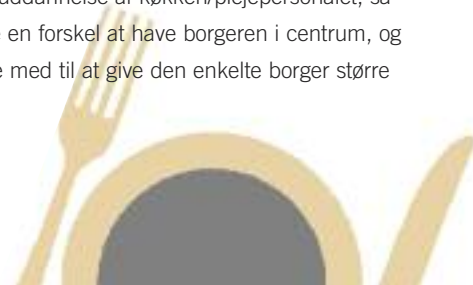 uddannelse af køkken/plejepersonalet, så
e en forskel at have borgeren i centrum, og
e med til at give den enkelte borger større